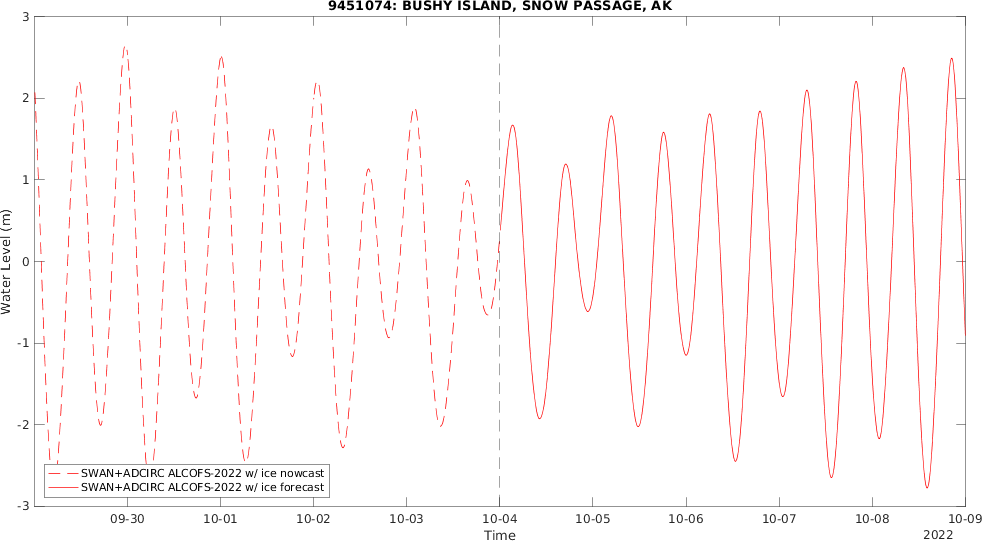 9451074: BUSHY ISLAND, SNOW PASSAGE, AK
3
2
1
0
-1
-2
-3
Water Level (m)
SWAN+ADCIRC ALCOFS-2022 w/ ice nowcast
SWAN+ADCIRC ALCOFS-2022 w/ ice forecast
09-30 10-01 10-02 10-03 10-04 10-05 10-06 10-07 10-08 10-09
Time
2022